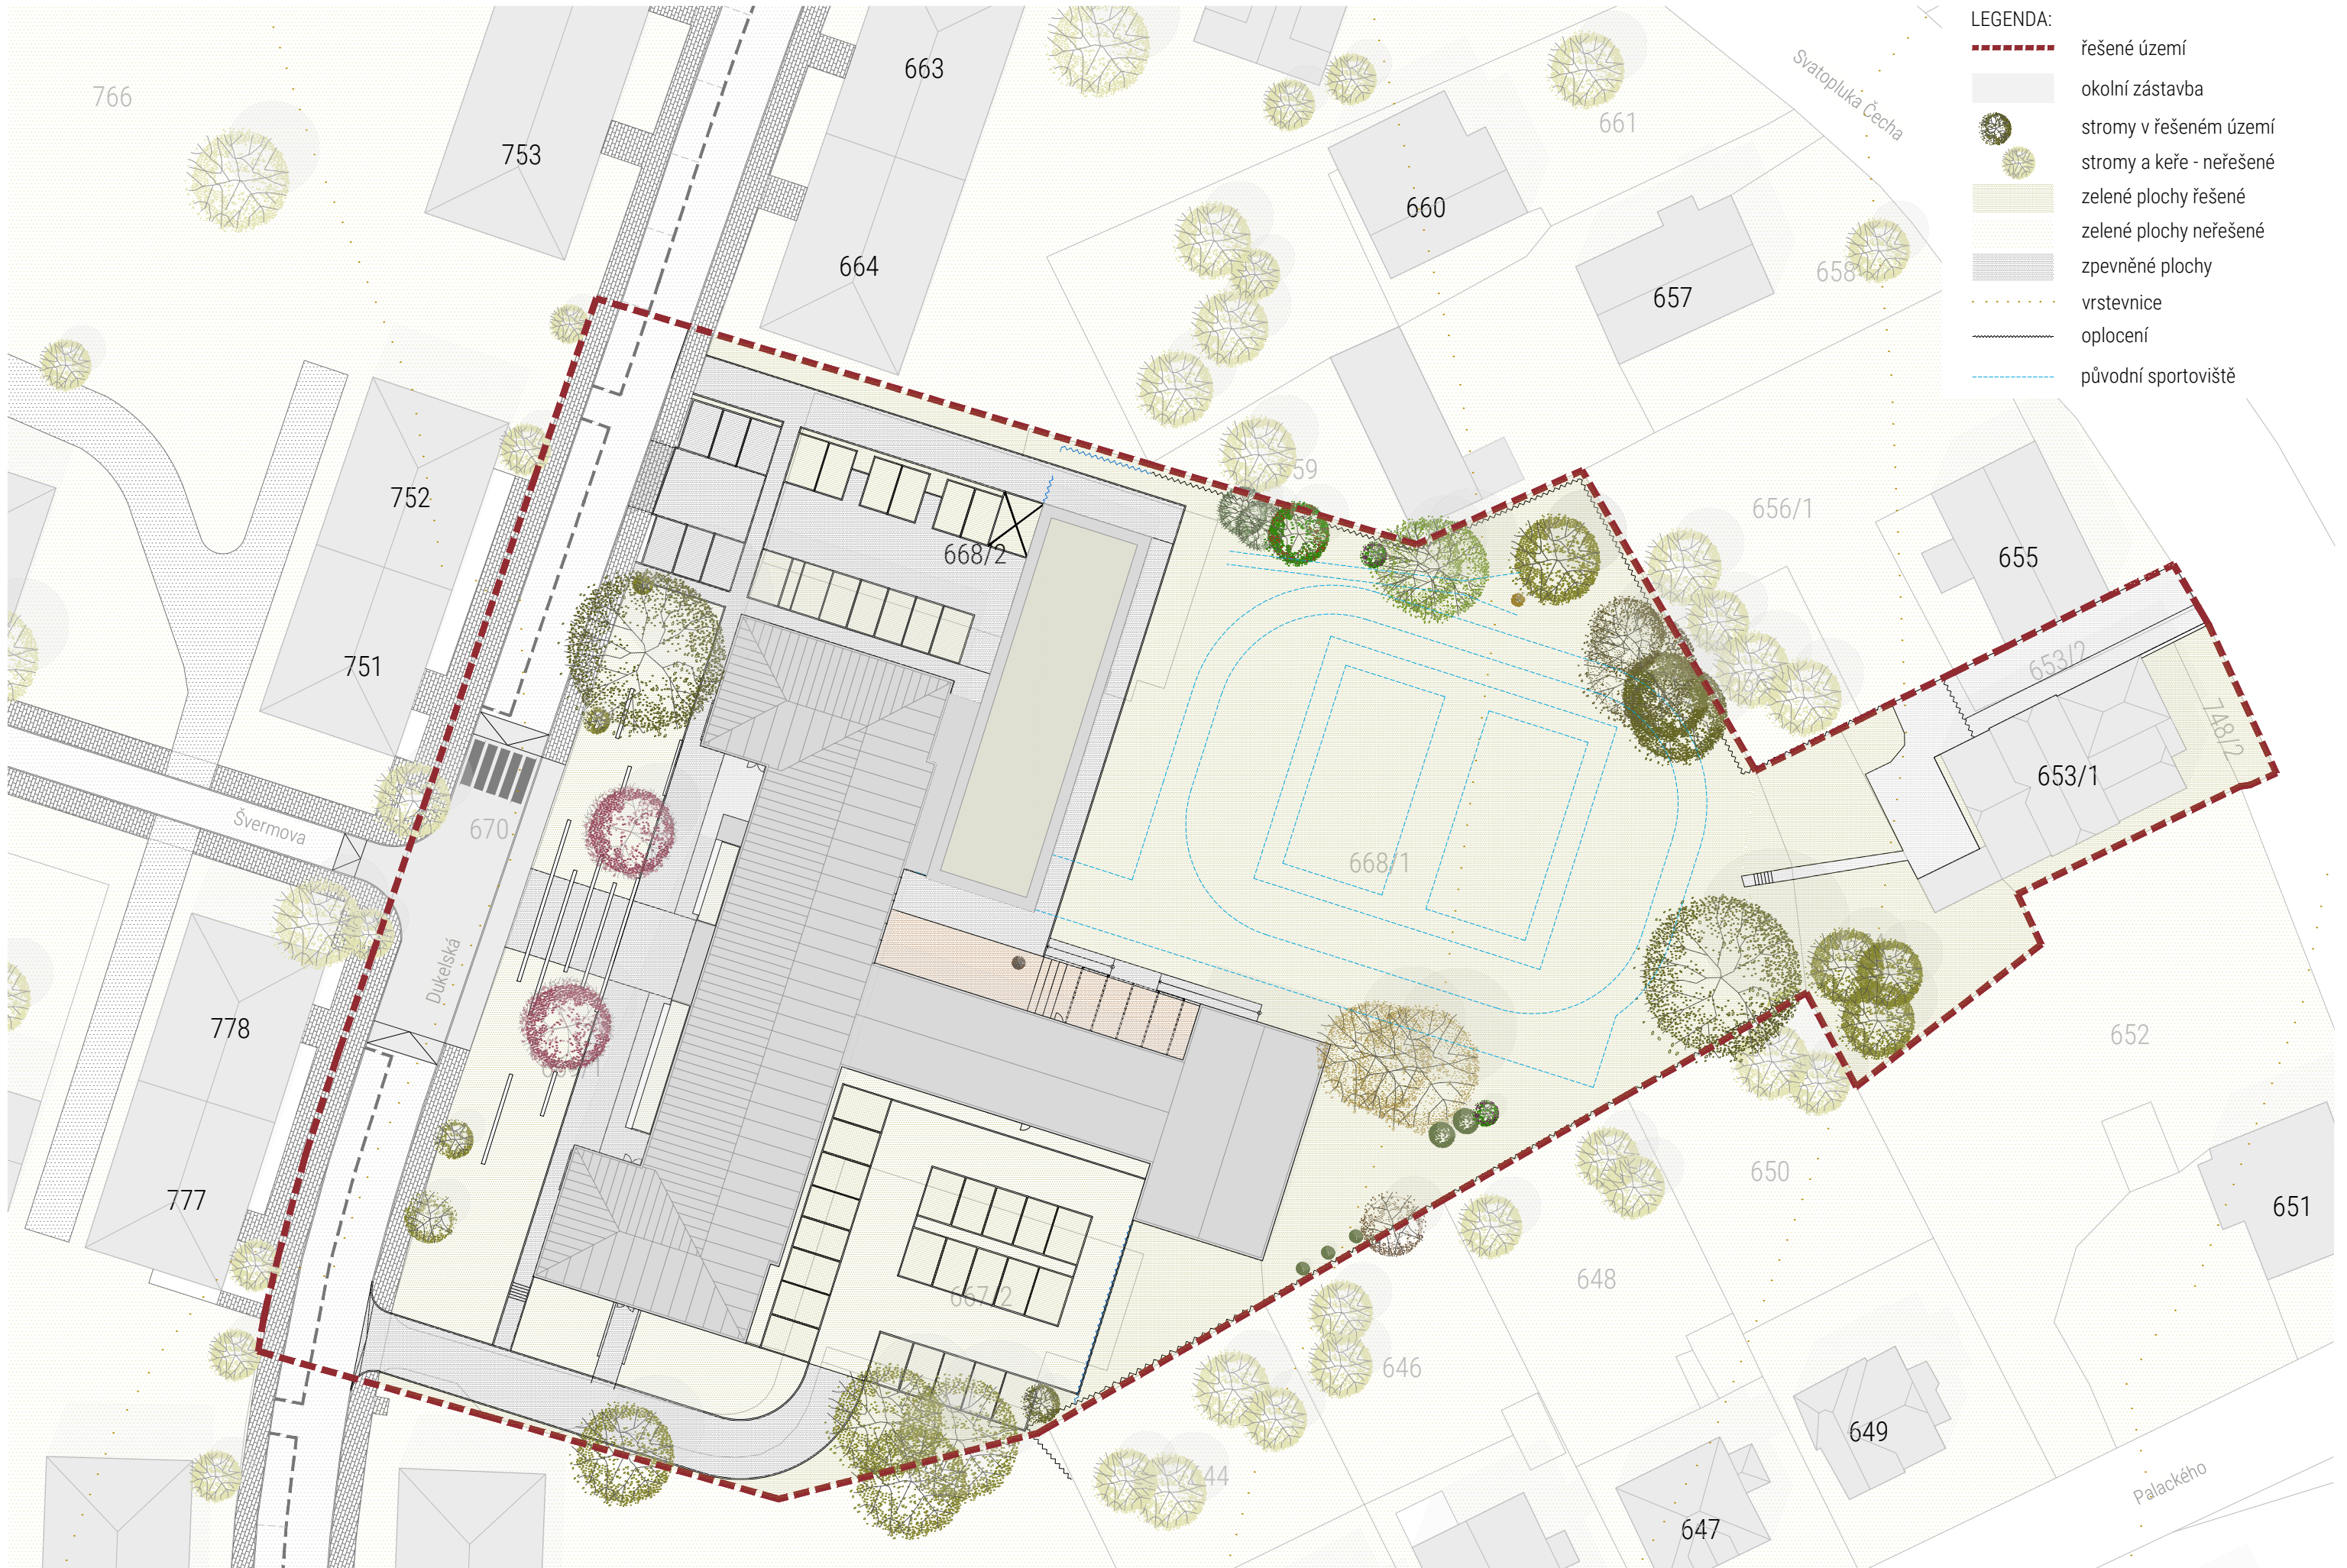 LEGENDA:
řešené území
okolní zástavba
stromy v řešeném území
stromy a keře - neřešené
zelené plochy řešené
zelené plochy neřešené
zpevněné plochy
vrstevnice
oplocení
původní sportoviště
Svatopluka Čecha
766
753
663
661
660
664
657
658
752
59
656/1
668/2
655
751
653/2
748/2
653/1
Švermova
670
668/1
Dukelská
778
652
650
777
651
648
667/2
646
649
44
647
Palackého